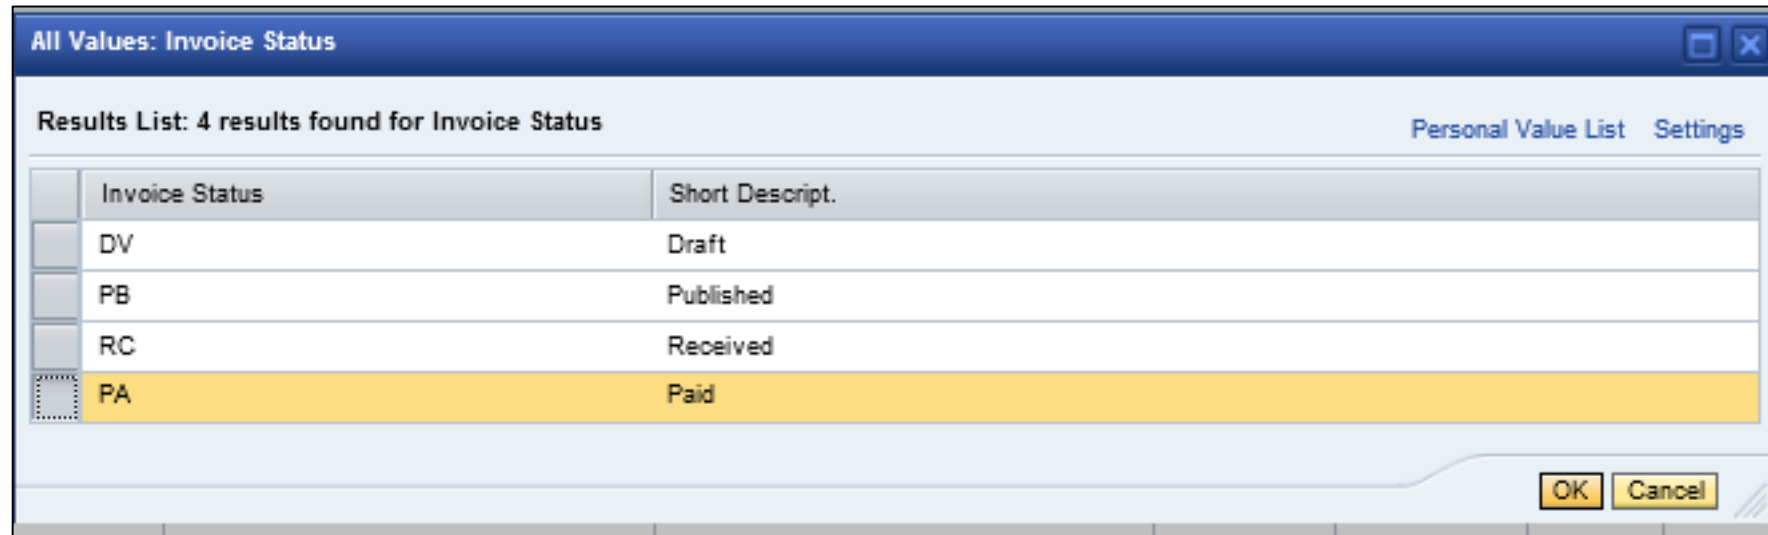 All Values: Invoice Status
Results List: 4 results found for Invoice Status
Personal Value List Settings
Invoice Status Short Descript.
DV Draft
PB Published
RC Received
PA Paid
OK Cancel